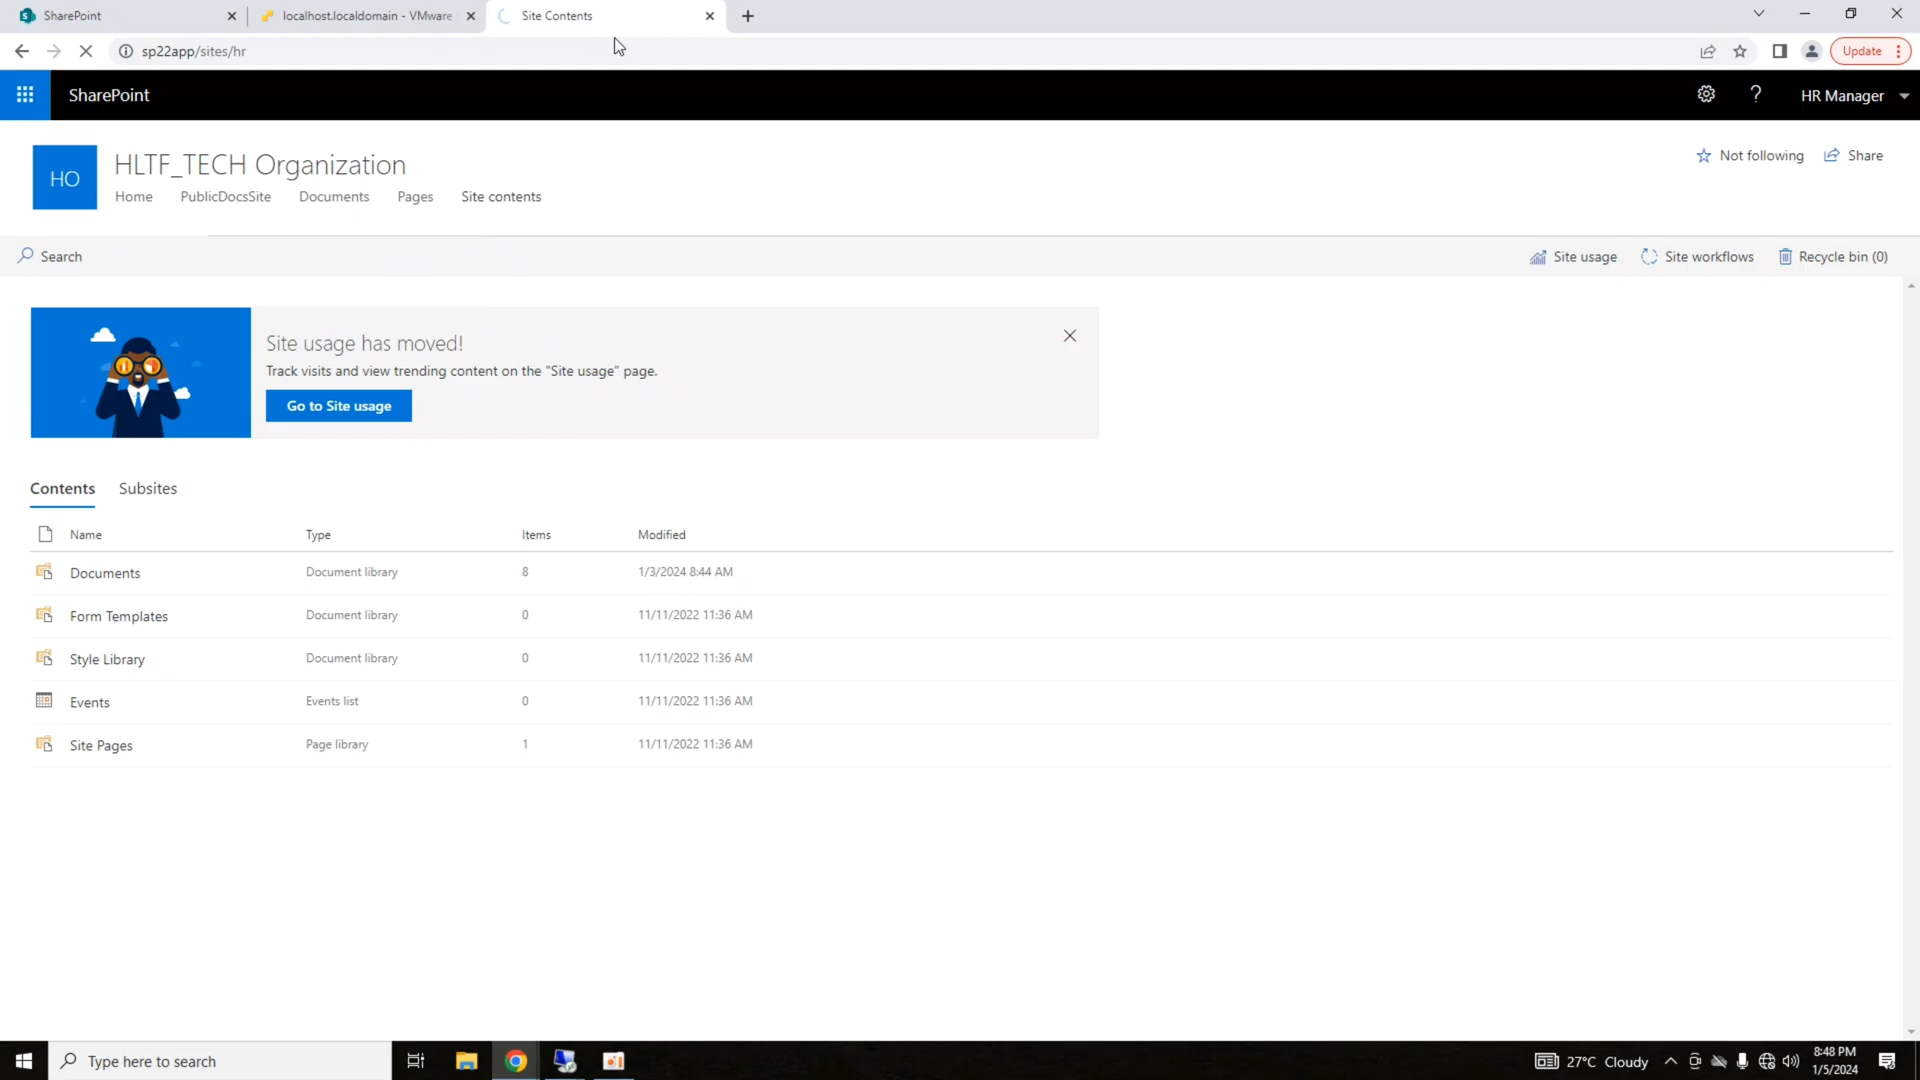 SharePoint
localhost.localdomain - VMware
Site Contents
sp22app/sites/hr
Update
SharePoint
HR Manager
HO
HLTF_TECH Organization
Not following
Share
Home
PublicDocsSite
Documents
Pages
Site contents
Search
Site usage
Site workflows
Recycle bin (0)
Site usage has moved!
Track visits and view trending content on the "Site usage" page.
Go to Site usage
Contents
Subsites
Name Type Items Modified
Documents Document library 8 1/3/2024 8:44 AM
Form Templates Document library 0 11/11/2022 11:36 AM
Style Library Document library 0 11/11/2022 11:36 AM
Events Events list 0 11/11/2022 11:36 AM
Site Pages Page library 1 11/11/2022 11:36 AM
Type here to search
27°C Cloudy
8:48 PM
1/5/2024